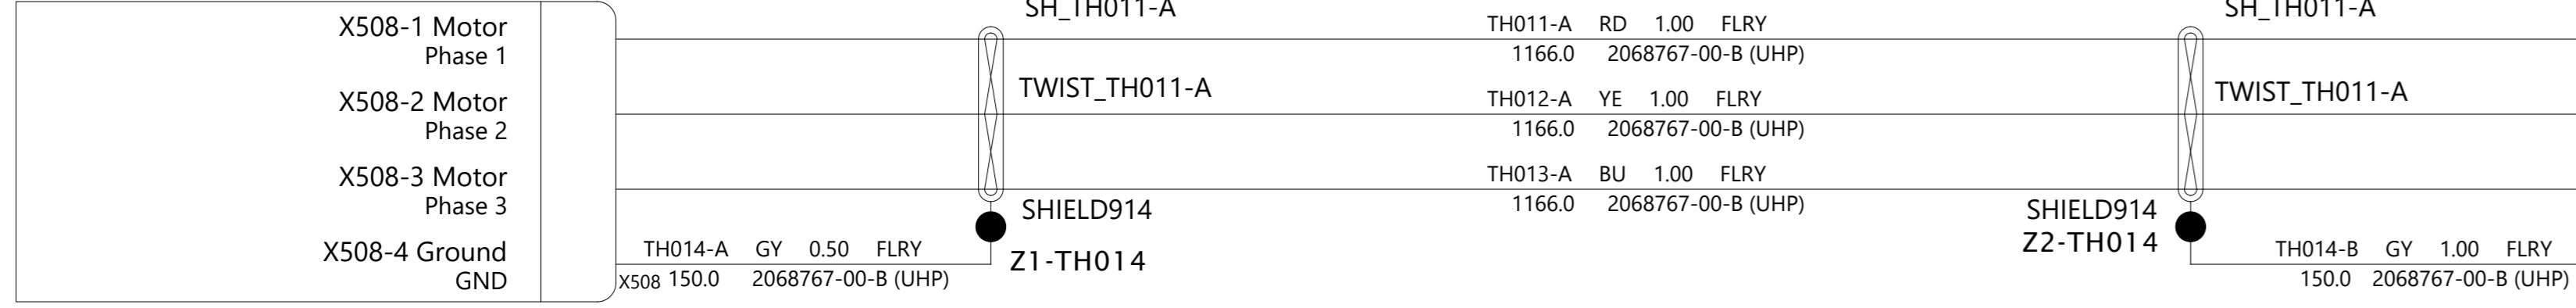 SH_TH011-A
SH_TH011-A
X508-1 Motor
Phase 1
TH011-A RD 1.00 FLRY
1166.0 2068767-00-B (UHP)
TWIST_TH011-A
TWIST_TH011-A
X508-2 Motor
Phase 2
TH012-A YE 1.00 FLRY
1166.0 2068767-00-B (UHP)
X508-3 Motor
Phase 3
TH013-A BU 1.00 FLRY
1166.0 2068767-00-B (UHP)
SHIELD914
Z1-TH014
SHIELD914
Z2-TH014
X508-4 Ground
GND
TH014-A GY 0.50 FLRY
X508 150.0 2068767-00-B (UHP)
TH014-B GY 1.00 FLRY
150.0 2068767-00-B (UHP)